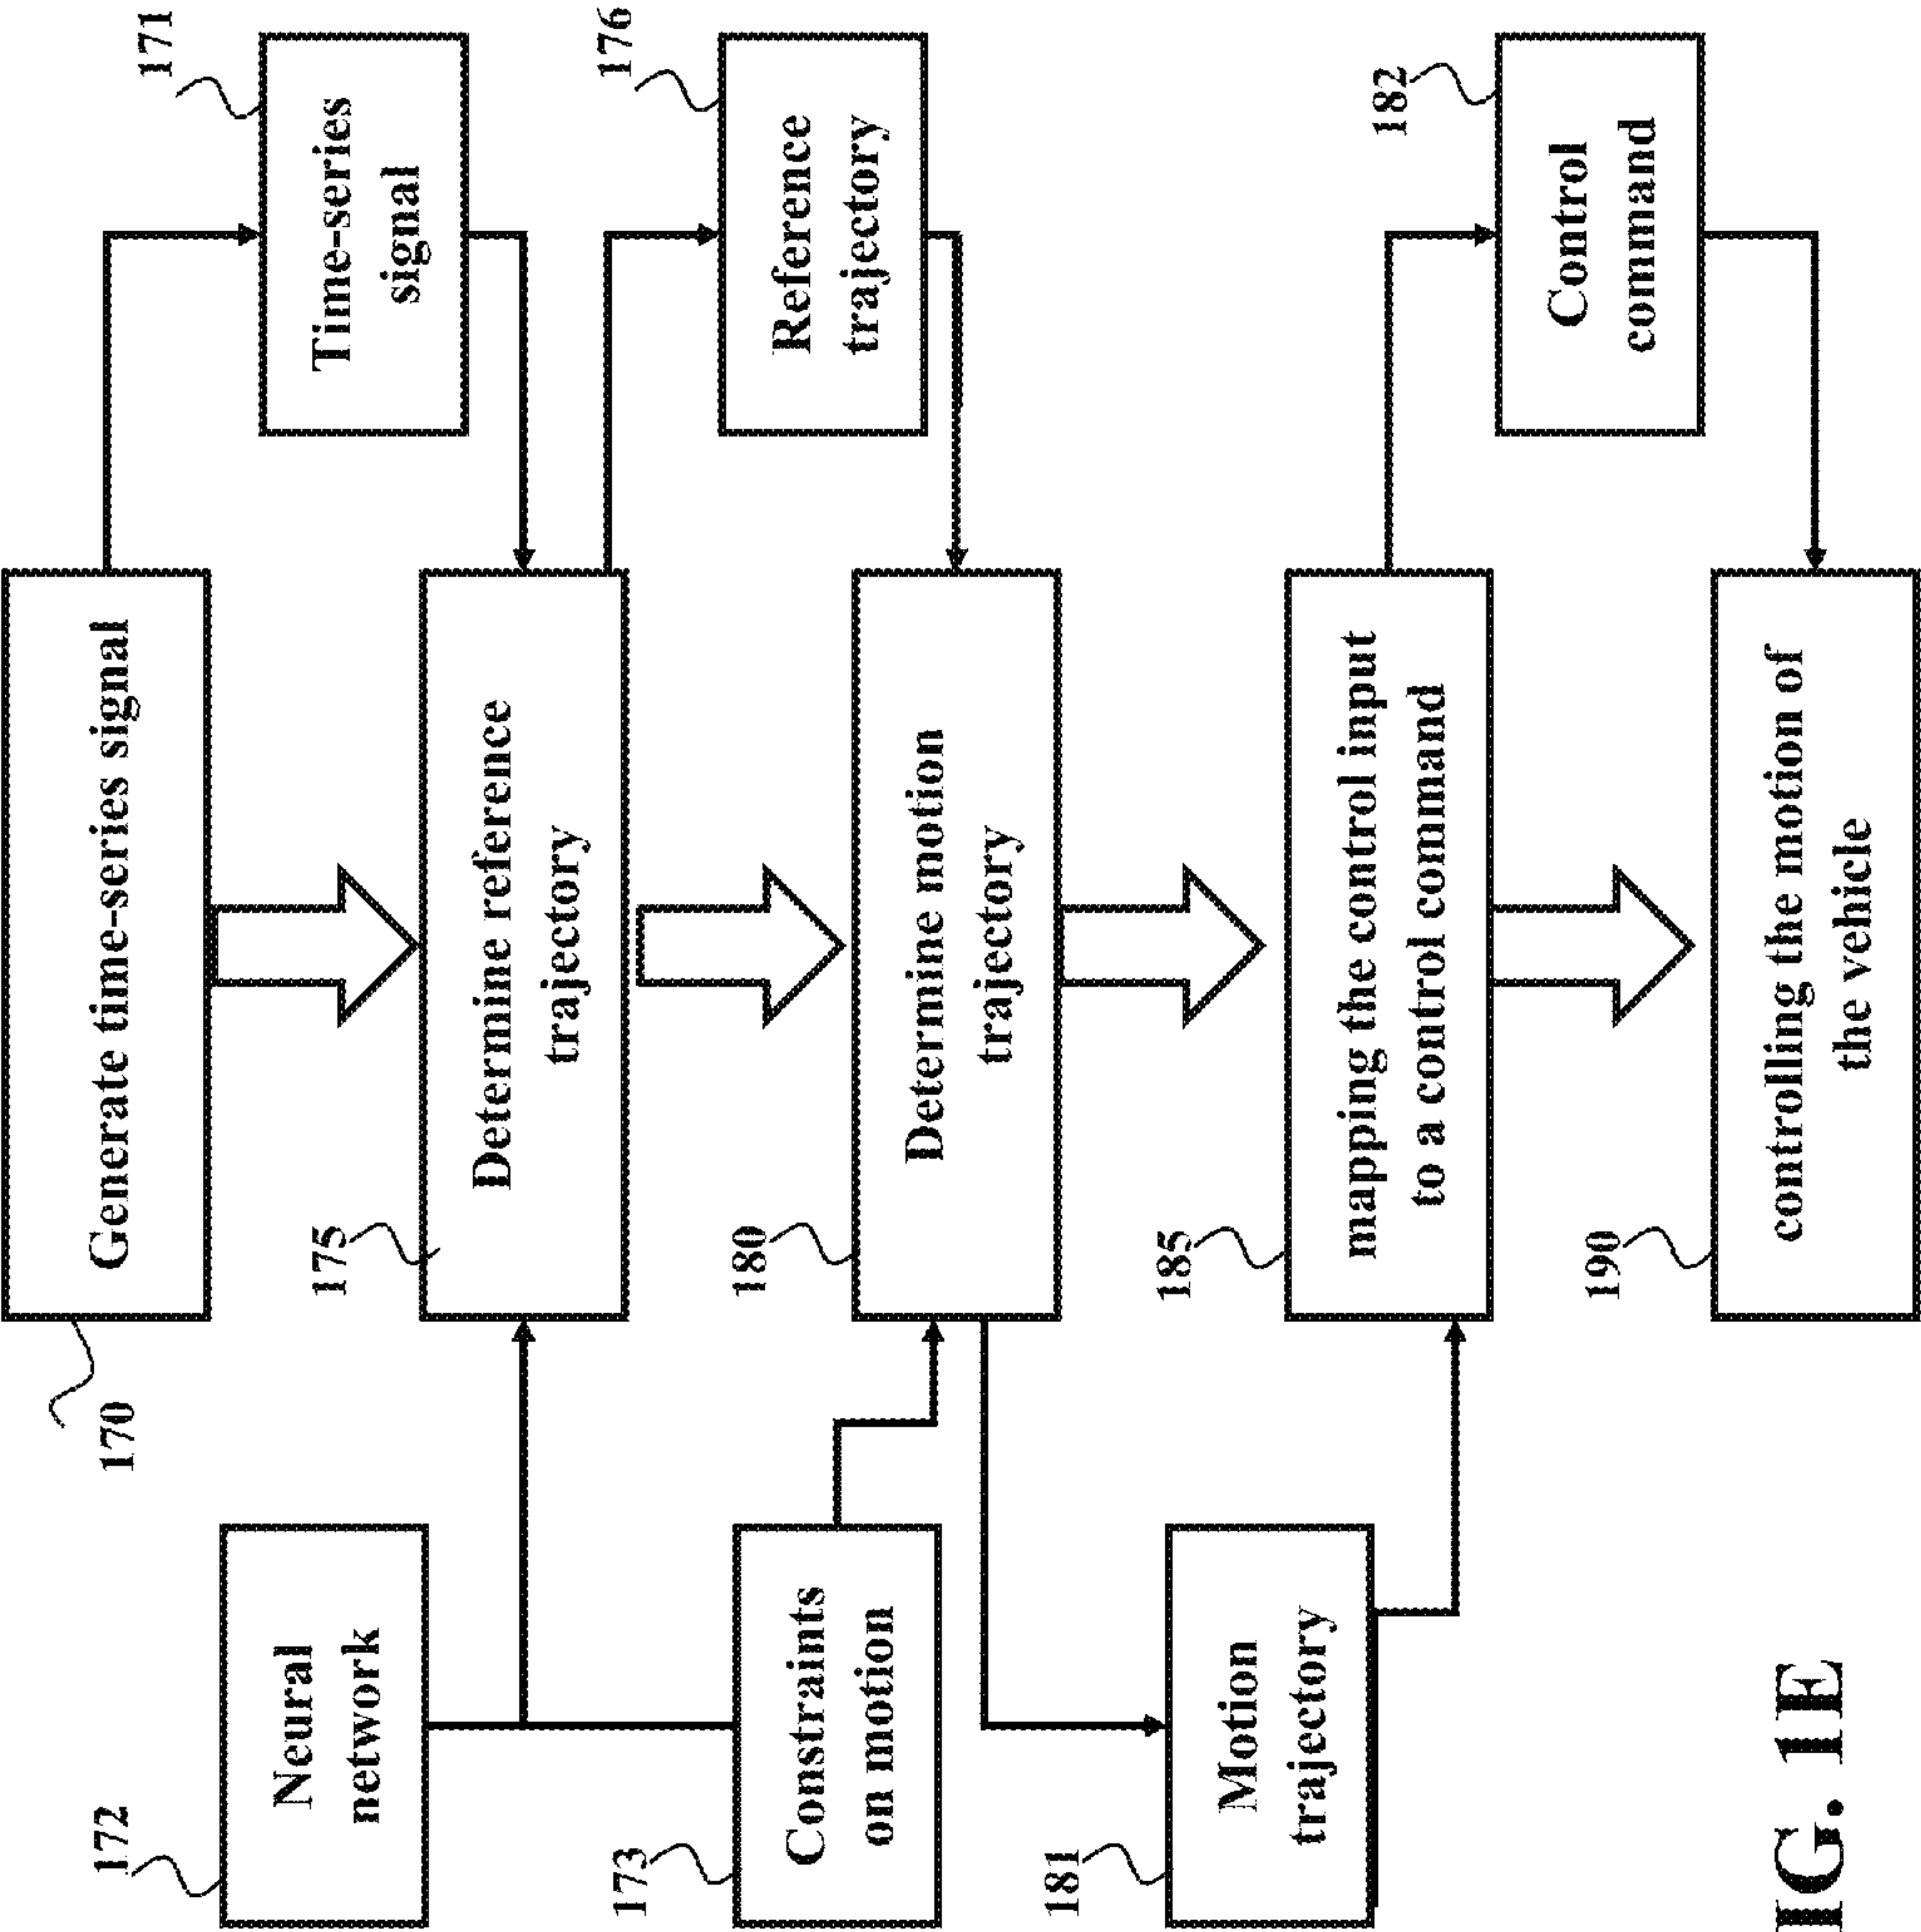 170
Generate time-series signal
171
Time-series
signal
172
Neural
network
175
Determine reference
trajectory
176
Reference
trajectory
173
Constraints
on motion
180
Determine motion
trajectory
181
Motion
trajectory
185
mapping the control input
to a control command
182
Control
command
190
controlling the motion of
the vehicle
IG. 1E